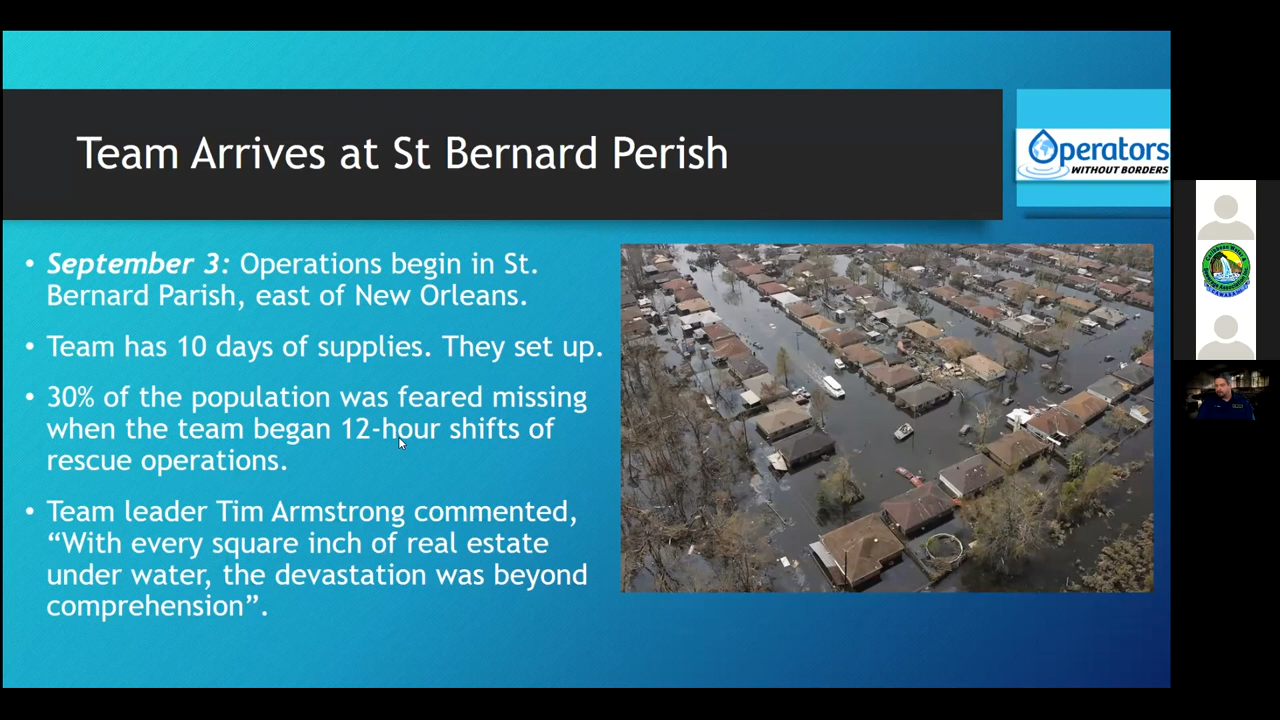 Team Arrives at St Bernard Perish
Operators
WITHOUT BORDERS
• September 3: Operations begin in St.
Bernard Parish, east of New Orleans.
• Team has 10 days of supplies. They set up.
• 30% of the population was feared missing
when the team began 12-hour shifts of
rescue operations.
• Team leader Tim Armstrong commented,
“With every square inch of real estate
under water, the devastation was beyond
comprehension”.